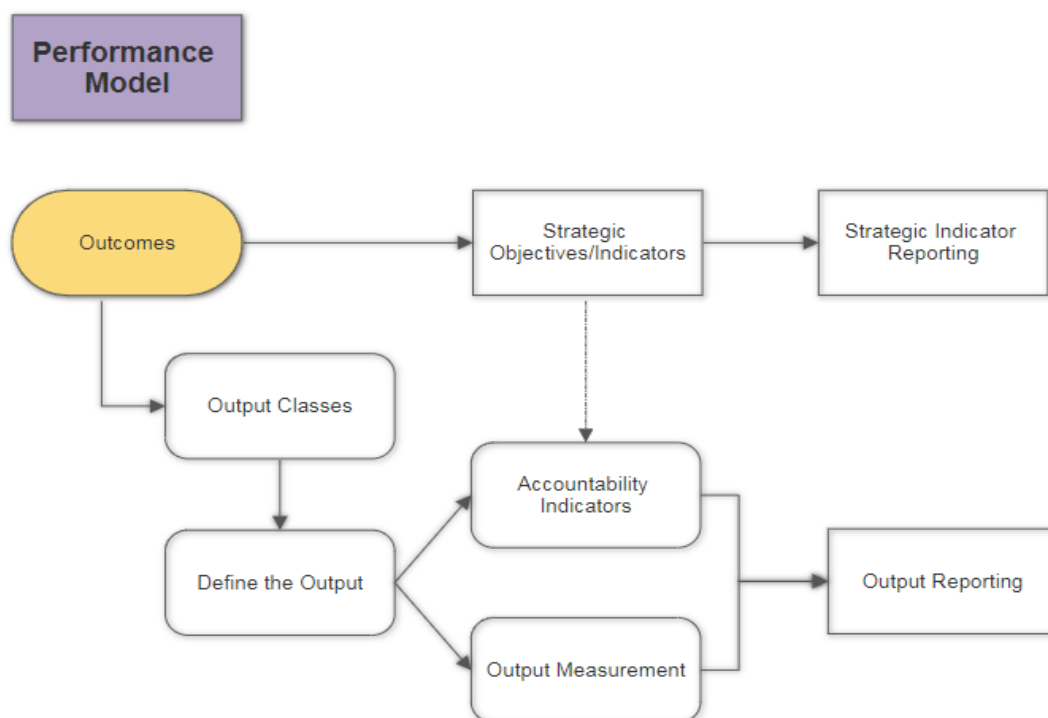 Performance
Model
Outcomes
Strategic
Objectives/Indicators
Strategic Indicator
Reporting
Output Classes
Accountability
Indicators
Define the Output
Output Reporting
Output Measurement